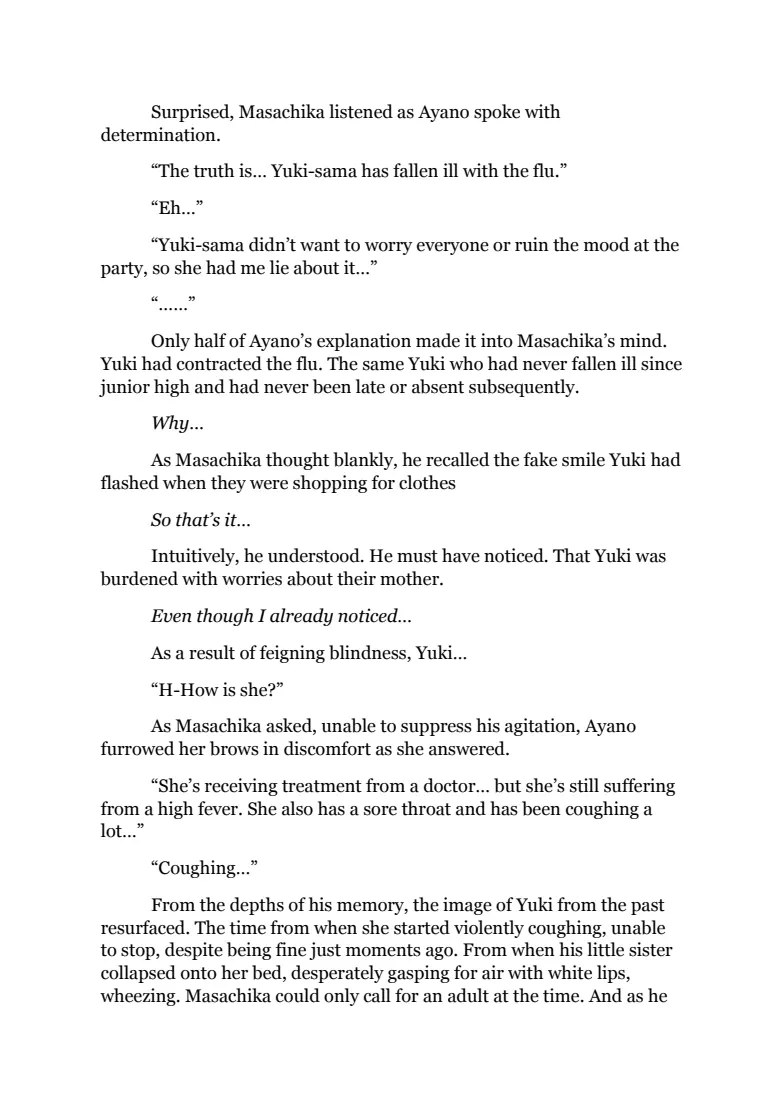 Surprised, Masachika listened as Ayano spoke with
determination.
“The truth is... Yuki-sama has fallen ill with the flu.”
“Eh...”
“Yuki-sama didn’t want to worry everyone or ruin the mood at the
party, so she had me lie about it...”
“......”
Only half of Ayano’s explanation made it into Masachika’s mind.
Yuki had contracted the flu. The same Yuki who had never fallen ill since
junior high and had never been late or absent subsequently.
Why...
As Masachika thought blankly, he recalled the fake smile Yuki had
flashed when they were shopping for clothes
So that’s it...
Intuitively, he understood. He must have noticed. That Yuki was
burdened with worries about their mother.
Even though I already noticed...
As a result of feigning blindness, Yuki...
“H-How is she?”
As Masachika asked, unable to suppress his agitation, Ayano
furrowed her brows in discomfort as she answered.
“She’s receiving treatment from a doctor... but she’s still suffering
from a high fever. She also has a sore throat and has been coughing a
lot...”
“Coughing...”
From the depths of his memory, the image of Yuki from the past
resurfaced. The time from when she started violently coughing, unable
to stop, despite being fine just moments ago. From when his little sister
collapsed onto her bed, desperately gasping for air with white lips,
wheezing. Masachika could only call for an adult at the time. And as he